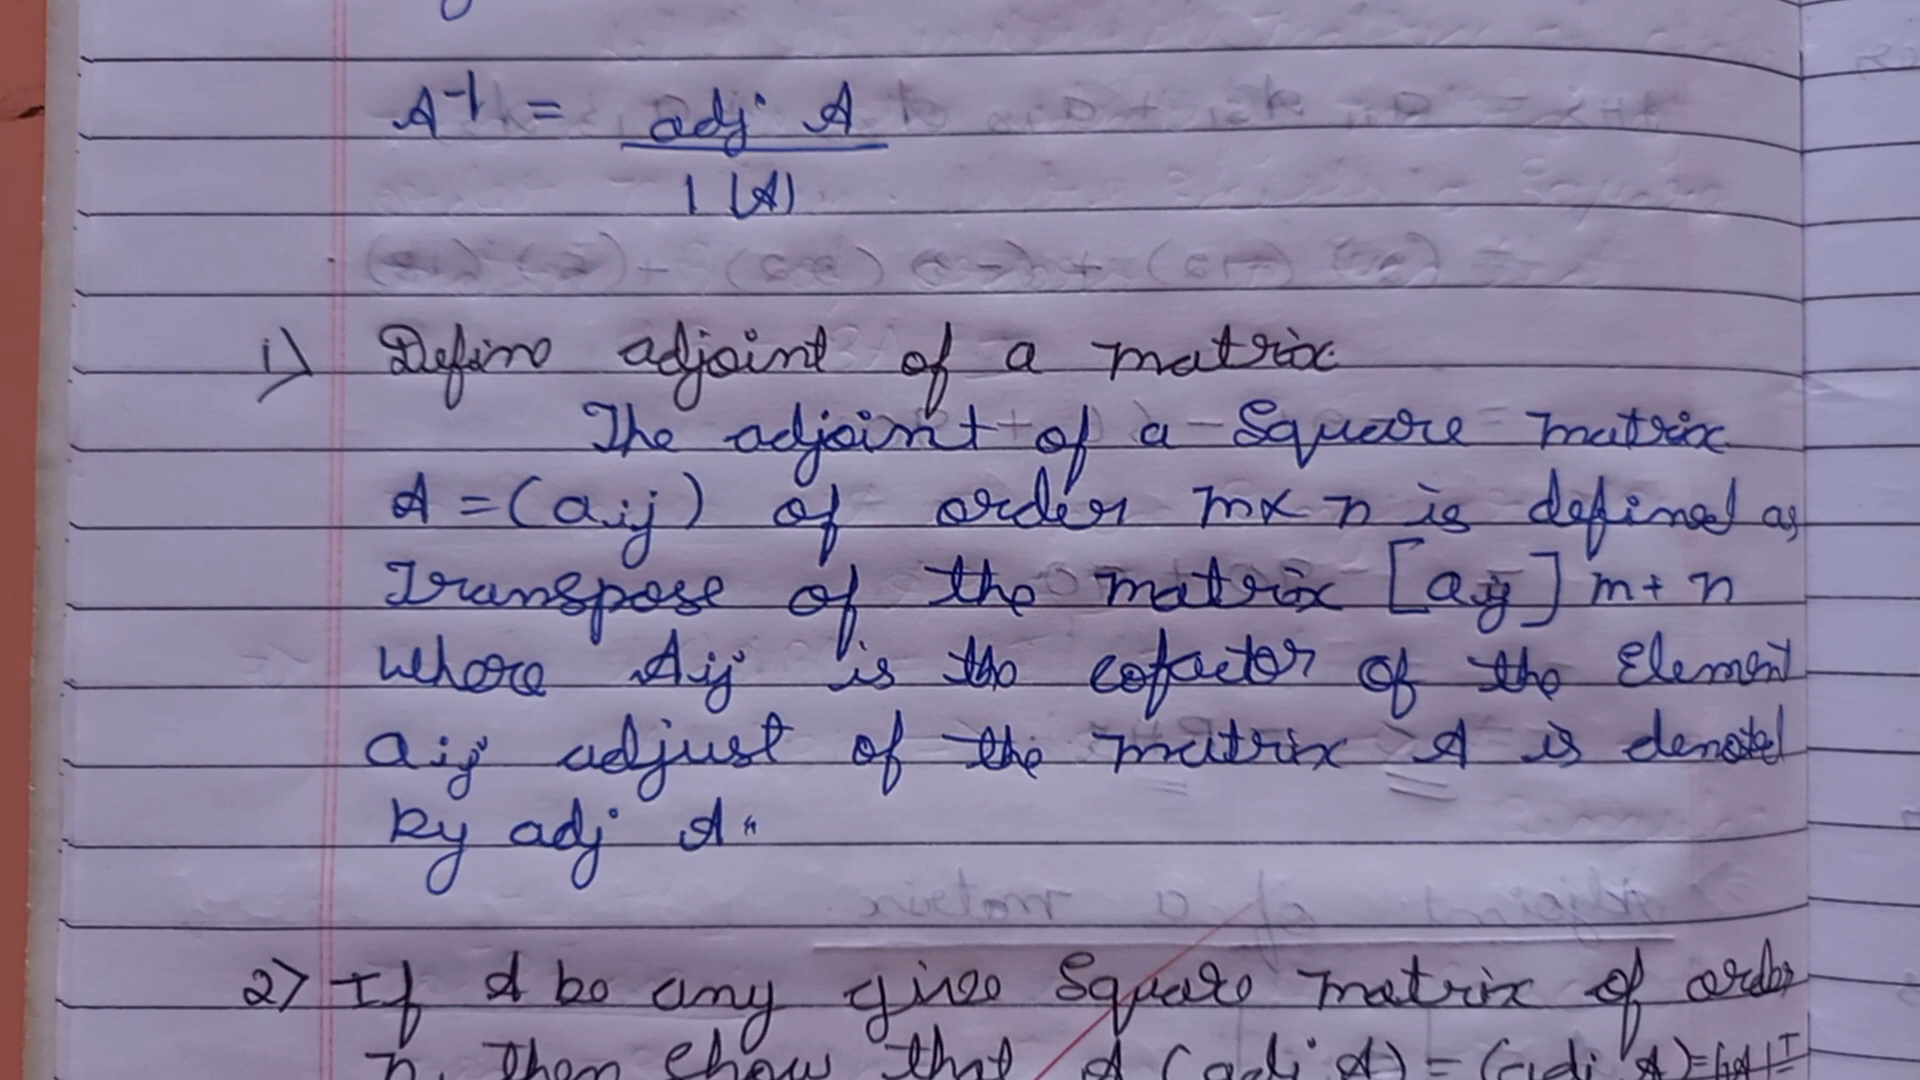 A⁻¹ = adj A
| |A|
1) Define adjoint of a matrix.
The adjoint of a Square matrix
A = (aij) of order m× n is defined as
Transpose of the matrix [aij] m+ n
where Aij is the cofactor of the Element
aij adjust of the matrix A is denoted
by adj A"
2) If A be any give Square matrix of order
n, then show that A (adj A) = (adj A)